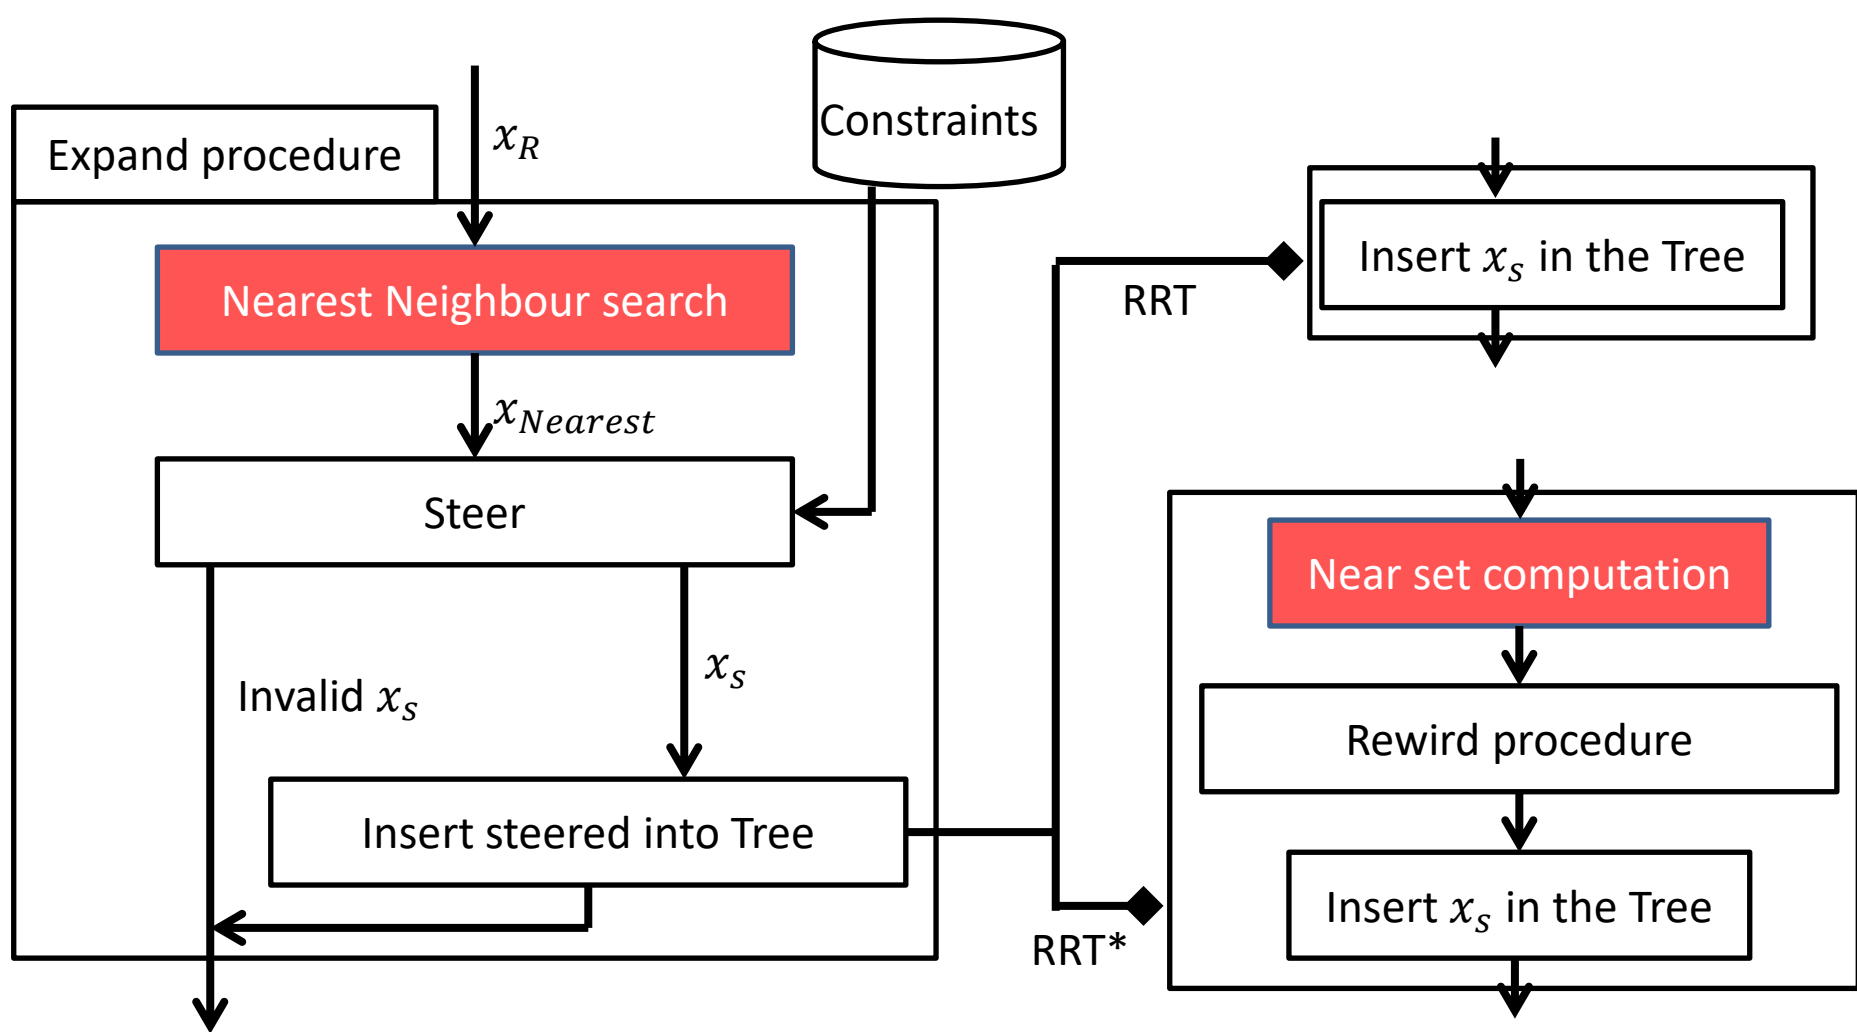 Expand procedure
x_R
Constraints
Nearest Neighbour search
x_Nearest
Steer
Invalid x_s
x_s
Insert steered into Tree
RRT
Insert x_s in the Tree
RRT*
Near set computation
Rewird procedure
Insert x_s in the Tree